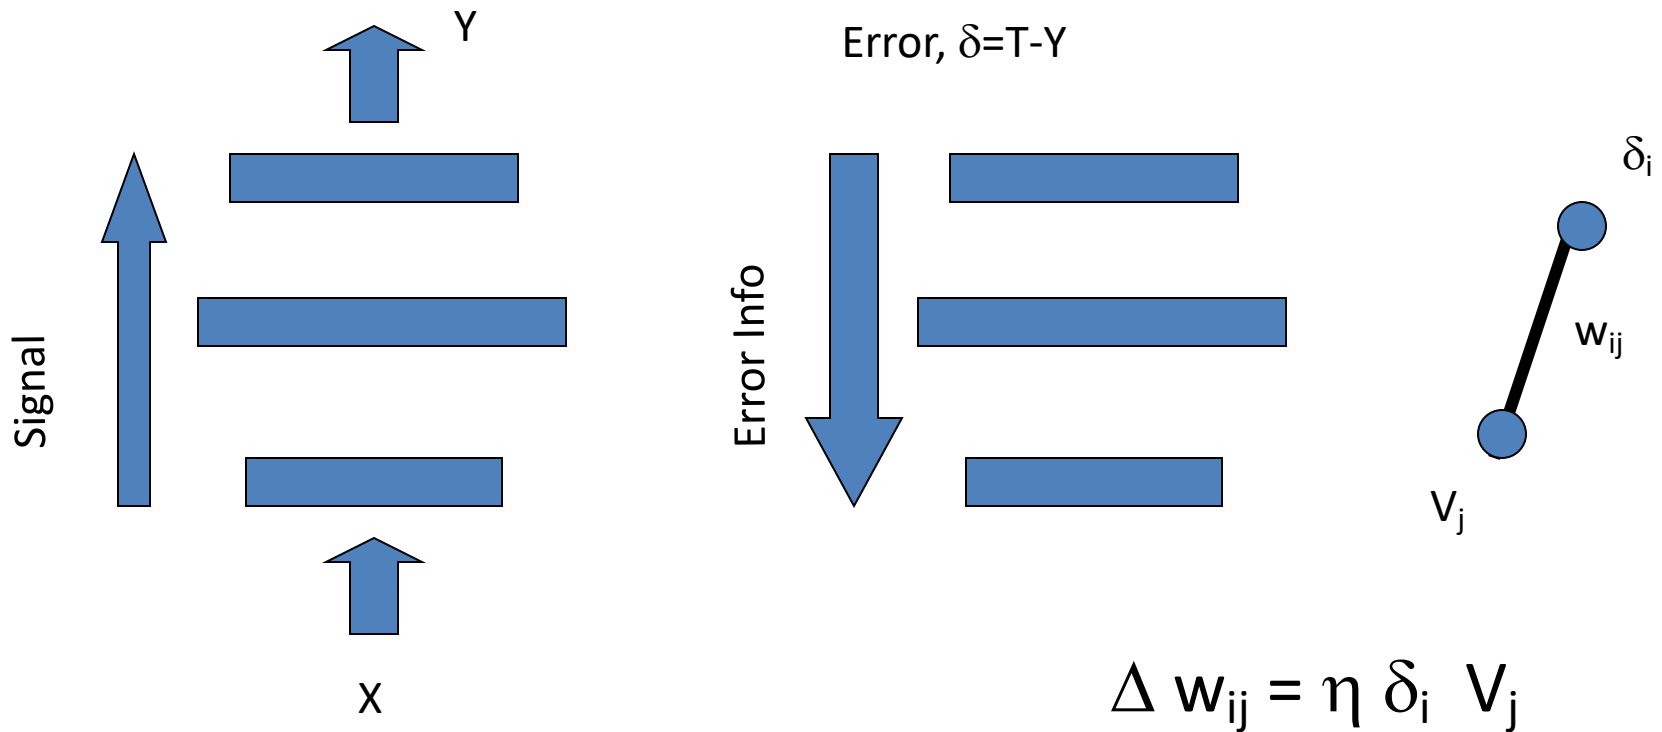 Y
Signal
X
Error, δ=T-Y
Error Info
δi
wij
Vj
Δ wij = η δi Vj